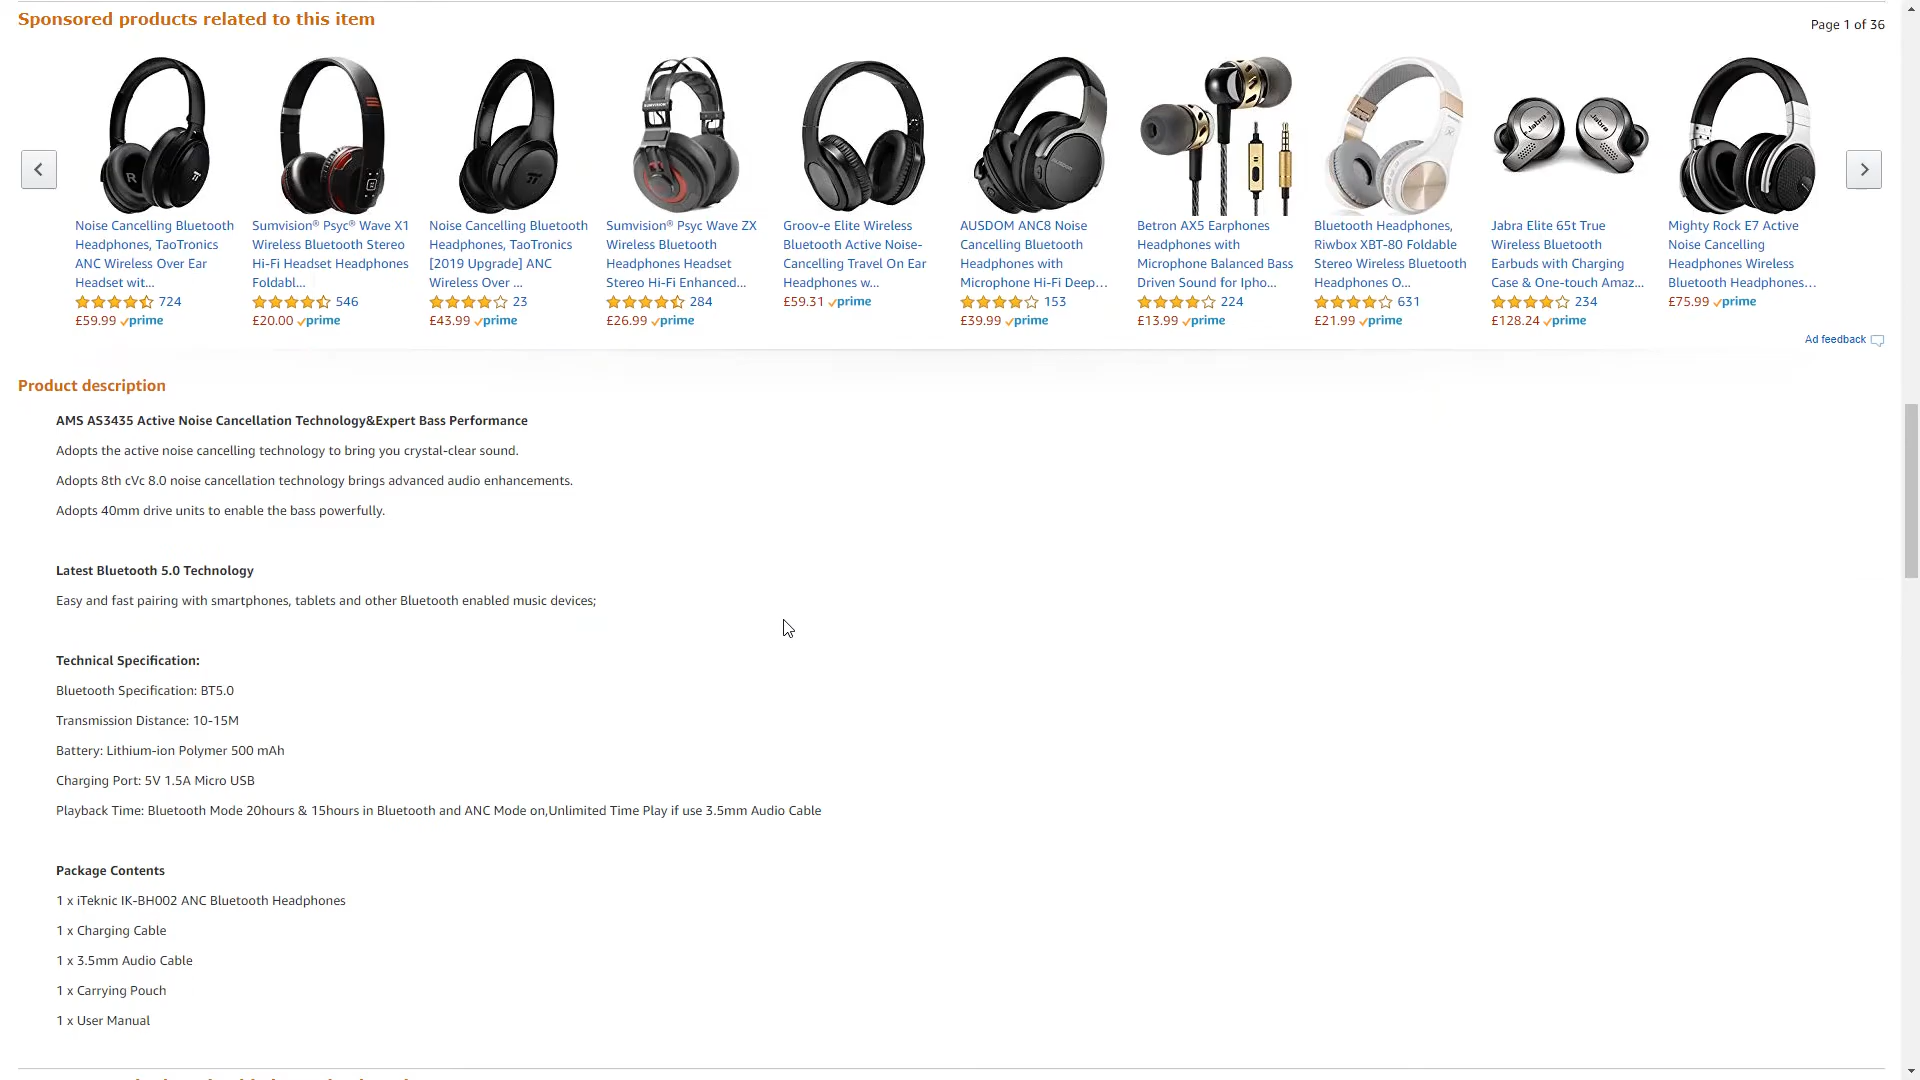 Sponsored products related to this item
Page 1 of 36
Noise Cancelling Bluetooth
Headphones, TaoTronics
ANC Wireless Over Ear
Headset wit...
724
£59.99 prime
Sumvision® Psyc® Wave X1
Wireless Bluetooth Stereo
Hi-Fi Headset Headphones
Foldabl...
546
£20.00 prime
Noise Cancelling Bluetooth
Headphones, TaoTronics
[2019 Upgrade] ANC
Wireless Over ...
23
£43.99 prime
Sumvision® Psyc Wave ZX
Wireless Bluetooth
Headphones Headset
Stereo Hi-Fi Enhanced...
284
£26.99 prime
Groov-e Elite Wireless
Bluetooth Active Noise-
Cancelling Travel On Ear
Headphones w...
£59.31 prime
AUSDOM ANC8 Noise
Cancelling Bluetooth
Headphones with
Microphone Hi-Fi Deep...
153
£39.99 prime
Betron AX5 Earphones
Headphones with
Microphone Balanced Bass
Driven Sound for Ipho...
224
£13.99 prime
Bluetooth Headphones,
Riwbox XBT-80 Foldable
Stereo Wireless Bluetooth
Headphones O...
631
£21.99 prime
Jabra Elite 65t True
Wireless Bluetooth
Earbuds with Charging
Case & One-touch Amaz...
234
£128.24 prime
Mighty Rock E7 Active
Noise Cancelling
Headphones Wireless
Bluetooth Headphones...
£75.99 prime
Ad feedback
Product description
AMS AS3435 Active Noise Cancellation Technology&Expert Bass Performance
Adopts the active noise cancelling technology to bring you crystal-clear sound.
Adopts 8th cVc 8.0 noise cancellation technology brings advanced audio enhancements.
Adopts 40mm drive units to enable the bass powerfully.
Latest Bluetooth 5.0 Technology
Easy and fast pairing with smartphones, tablets and other Bluetooth enabled music devices;
Technical Specification:
Bluetooth Specification: BT5.0
Transmission Distance: 10-15M
Battery: Lithium-ion Polymer 500 mAh
Charging Port: 5V 1.5A Micro USB
Playback Time: Bluetooth Mode 20hours & 15hours in Bluetooth and ANC Mode on,Unlimited Time Play if use 3.5mm Audio Cable
Package Contents
1 x iTeknic IK-BH002 ANC Bluetooth Headphones
1 x Charging Cable
1 x 3.5mm Audio Cable
1 x Carrying Pouch
1 x User Manual